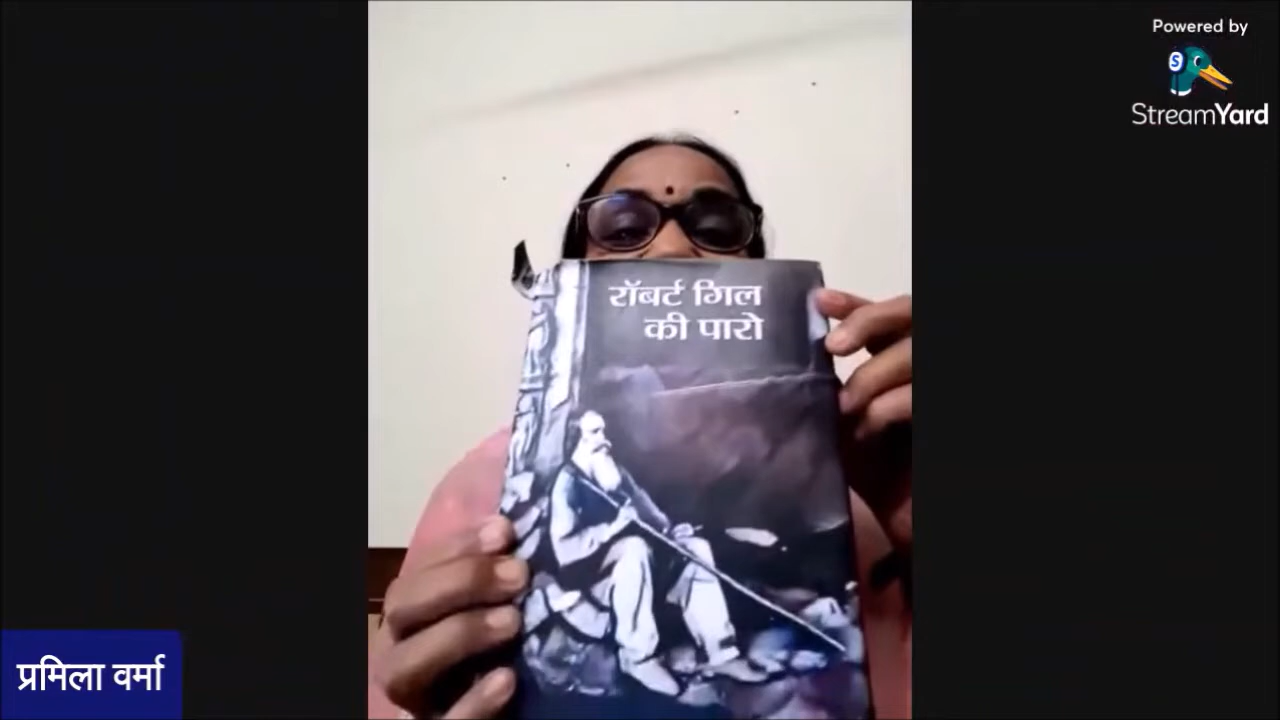 Powered by
StreamYard
रॉबर्ट गिल
की पारो
प्रमिला वर्मा